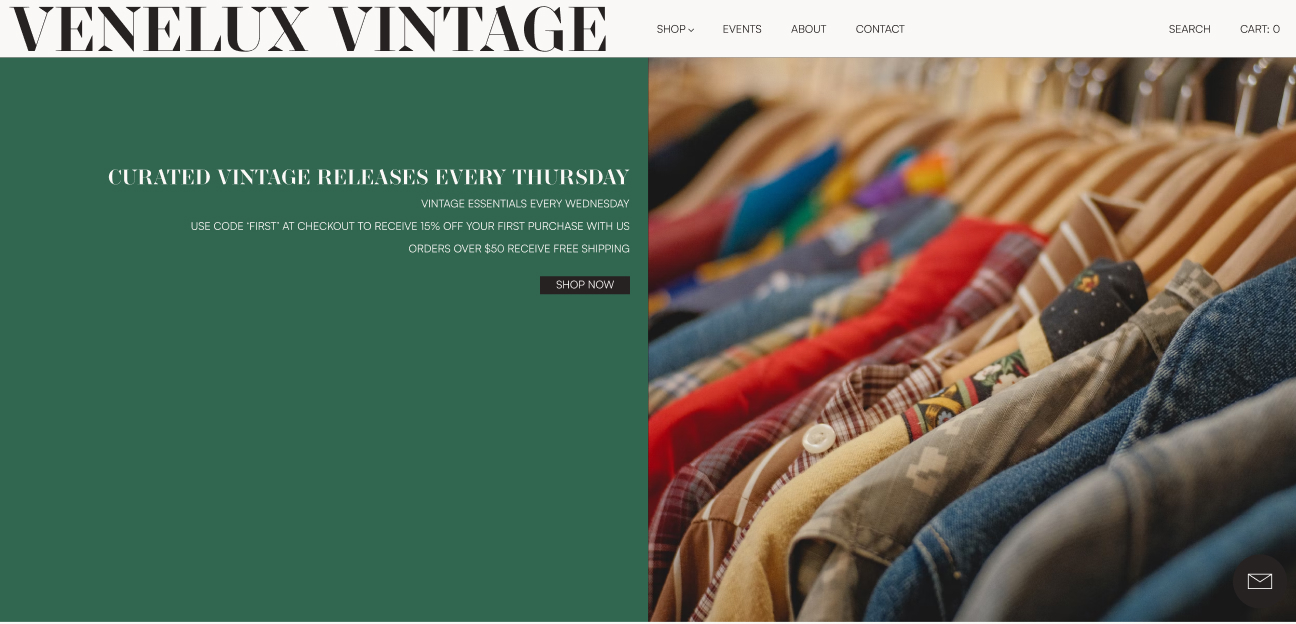 VENELUX VINTAGE
SHOP
EVENTS
ABOUT
CONTACT
SEARCH
CART: 0
CURATED VINTAGE RELEASES EVERY THURSDAY
VINTAGE ESSENTIALS EVERY WEDNESDAY
USE CODE "FIRST" AT CHECKOUT TO RECEIVE 15% OFF YOUR FIRST PURCHASE WITH US
ORDERS OVER $50 RECEIVE FREE SHIPPING
SHOP NOW